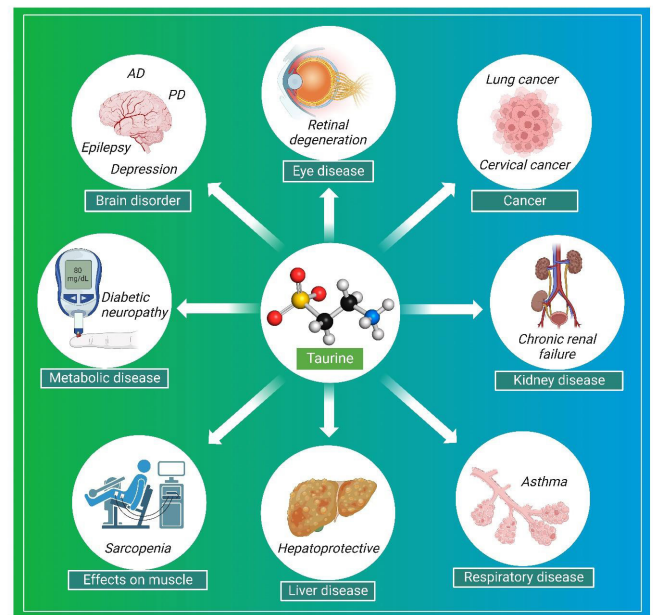 AD
PD
Epilepsy
Depression
Brain disorder
Retinal
degeneration
Eye disease
Lung cancer
Cervical cancer
Cancer
80
mg/dL
Diabetic
neuropathy
Metabolic disease
Taurine
Chronic renal
failure
Kidney disease
Sarcopenia
Effects on muscle
Hepatoprotective
Liver disease
Asthma
Respiratory disease